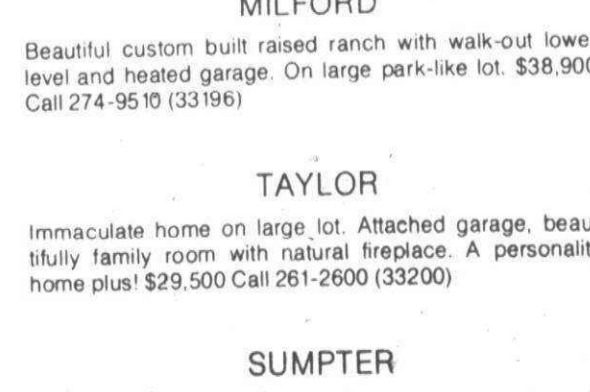 MILFORD
Beautiful custom built raised ranch with walk-out lowe
level and heated garage. On large park-like lot. $38,900
Call 274-9510 (33196)
TAYLOR
Immaculate home on large lot. Attached garage, beau
tifully family room with natural fireplace. A personalit
home plus! $29,500 Call 261-2600 (33200)
SUMPTER